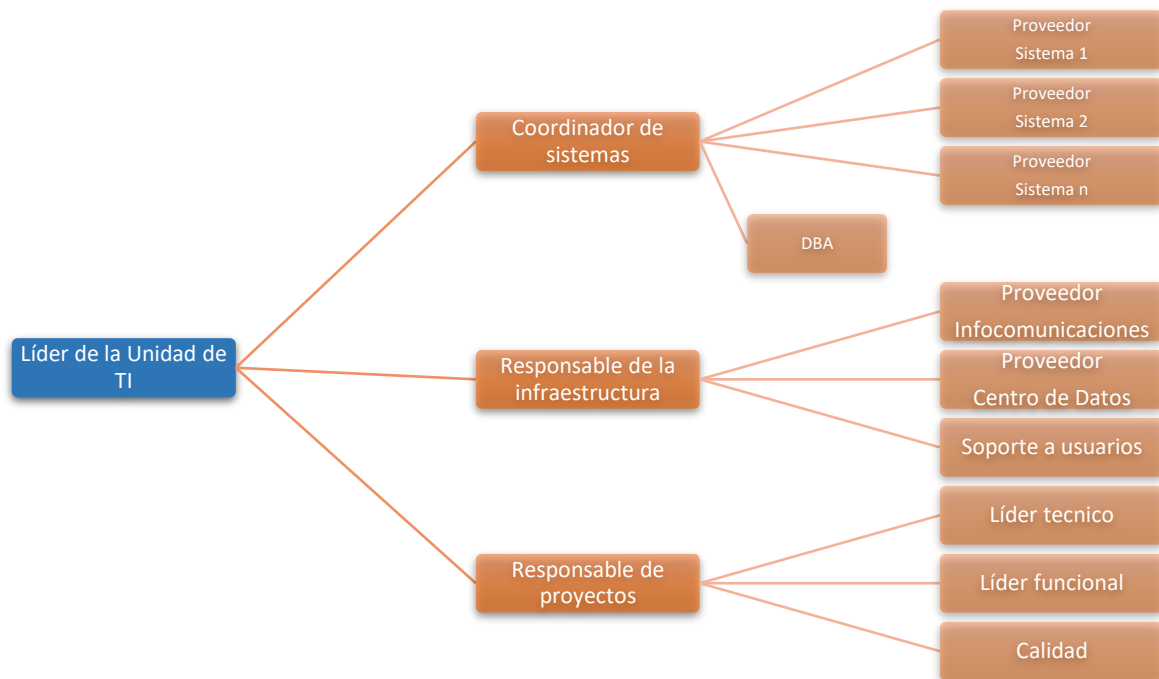 Proveedor
Sistema 1
Proveedor
Sistema 2
Coordinador de
sistemas
Proveedor
Sistema n
DBA
Proveedor
Infocomunicaciones
Líder de la Unidad de
TI
Responsable de la
infraestructura
Proveedor
Centro de Datos
Soporte a usuarios
Líder tecnico
Responsable de
proyectos
Líder funcional
Calidad